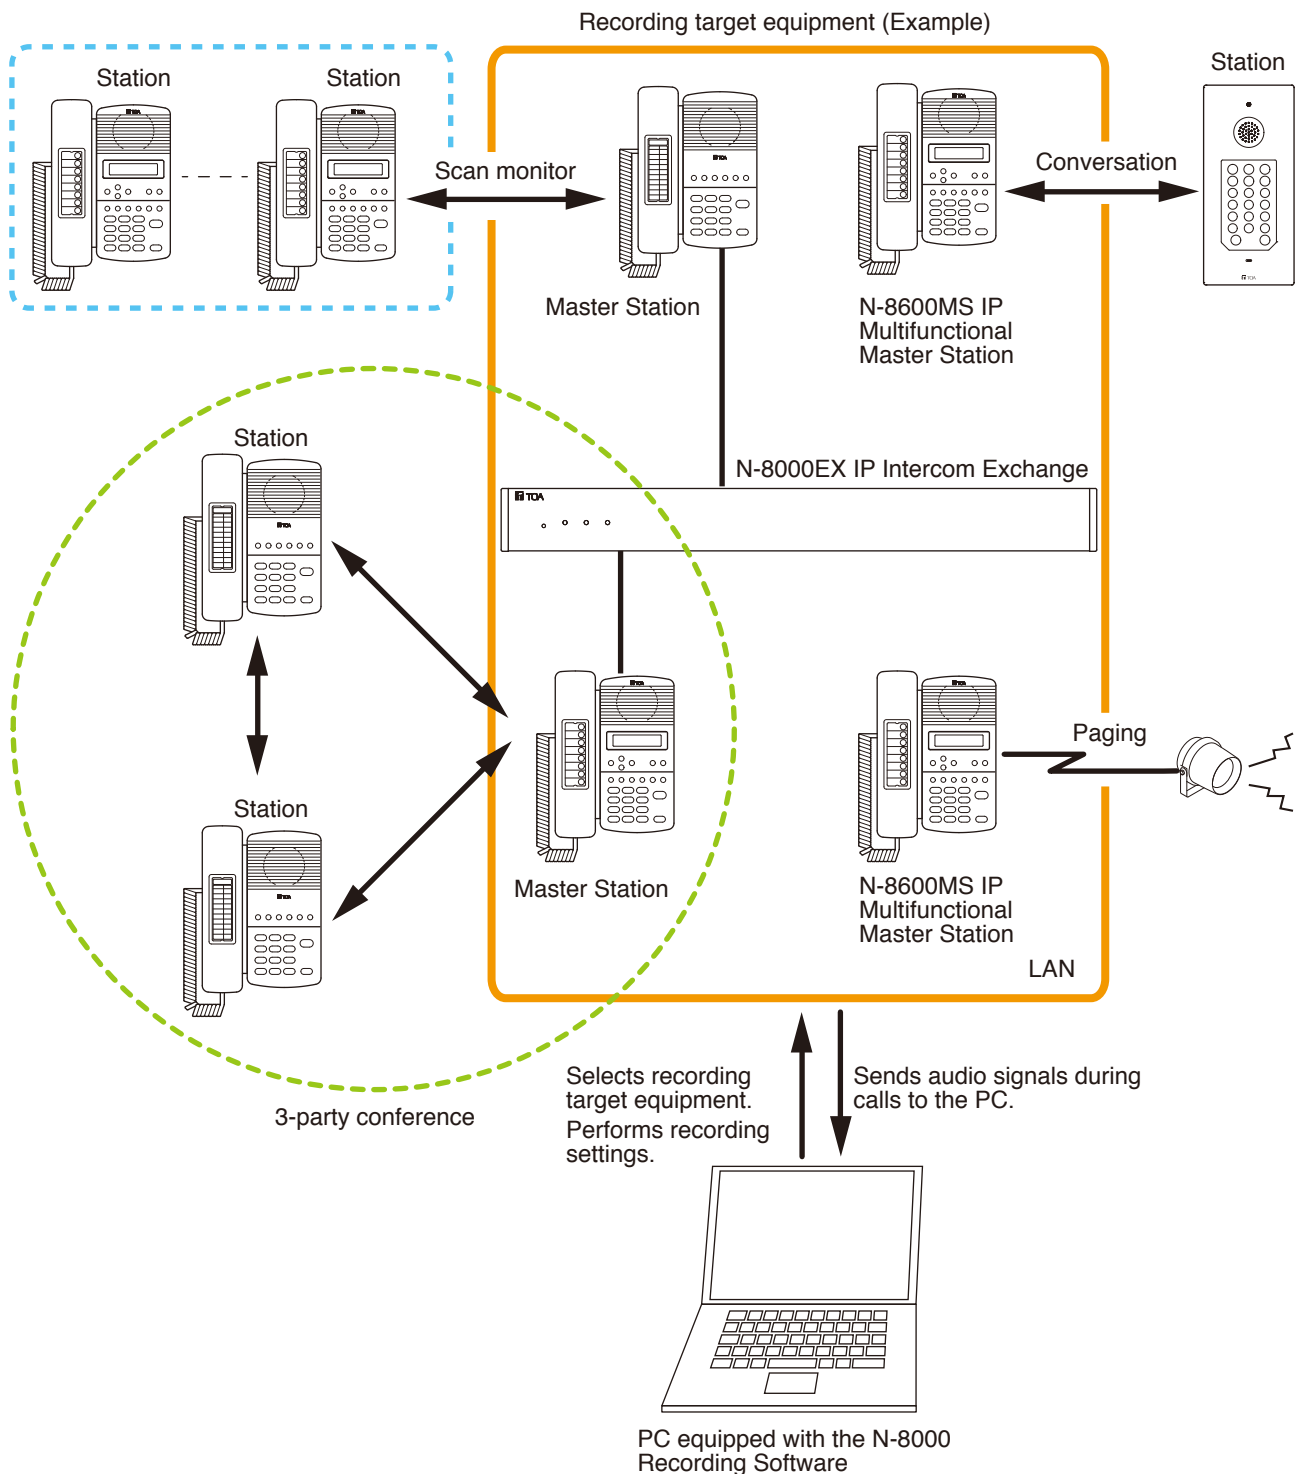 Recording target equipment (Example)
Station
Station
Station
Scan monitor
Conversation
TOA
Master Station
N-8600MS IP
Multifunctional
Master Station
Station
N-8000EX IP Intercom Exchange
TOA
TOA
Paging
Station
TOA
Master Station
N-8600MS IP
Multifunctional
Master Station
LAN
3-party conference
Selects recording
target equipment.
Performs recording
settings.
Sends audio signals during
calls to the PC.
PC equipped with the N-8000
Recording Software